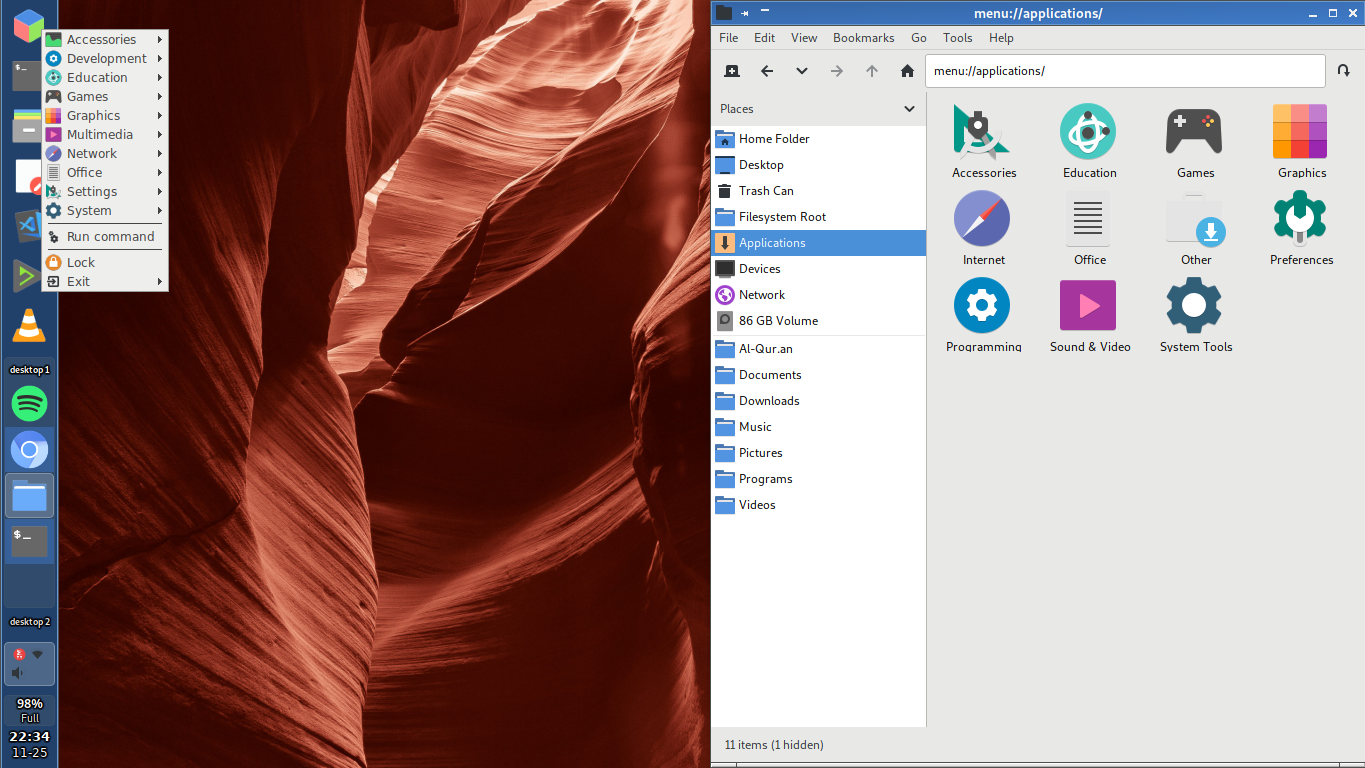 Accessories
Development
Education
Games
Graphics
Multimedia
Network
Office
Settings
System
Run command
Lock
Exit
$_
desktop 1
$_
desktop 2
98%
Full
22:34
11-25
menu://applications/
File Edit View Bookmarks Go Tools Help
menu://applications/
Places
Home Folder
Desktop
Trash Can
Filesystem Root
Applications
Devices
Network
86 GB Volume
Al-Qur.an
Documents
Downloads
Music
Pictures
Programs
Videos
Accessories Education Games Graphics
Internet Office Other Preferences
Programming Sound & Video System Tools
11 items (1 hidden)